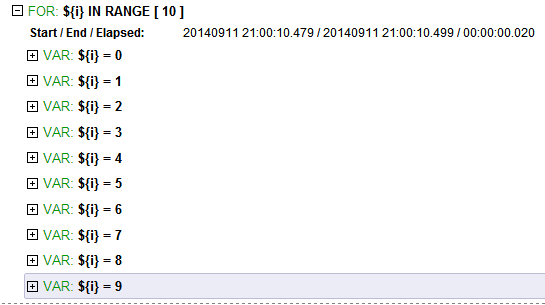 FOR: ${i} IN RANGE [ 10 ]
Start / End / Elapsed: 20140911 21:00:10.479 / 20140911 21:00:10.499 / 00:00:00.020
VAR: ${i} = 0
VAR: ${i} = 1
VAR: ${i} = 2
VAR: ${i} = 3
VAR: ${i} = 4
VAR: ${i} = 5
VAR: ${i} = 6
VAR: ${i} = 7
VAR: ${i} = 8
VAR: ${i} = 9